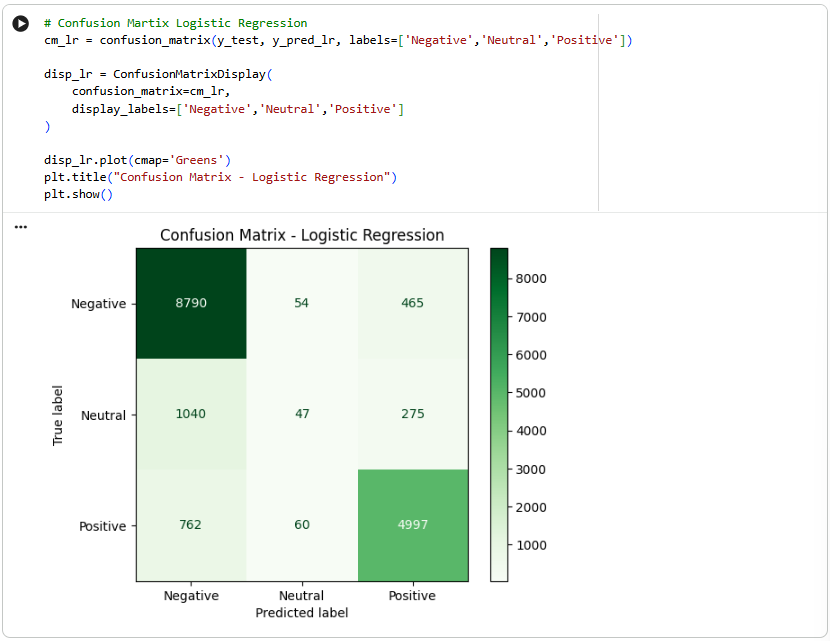 # Confusion Martix Logistic Regression
cm_lr = confusion_matrix(y_test, y_pred_lr, labels=['Negative','Neutral','Positive'])
disp_lr = ConfusionMatrixDisplay(
confusion_matrix=cm_lr,
display_labels=['Negative','Neutral','Positive']
)
disp_lr.plot(cmap='Greens')
plt.title("Confusion Matrix - Logistic Regression")
plt.show()
Confusion Matrix - Logistic Regression
Negative 8790 54 465
Neutral 1040 47 275
Positive 762 60 4997
True label
Negative Neutral Positive
Predicted label
8000
7000
6000
5000
4000
3000
2000
1000